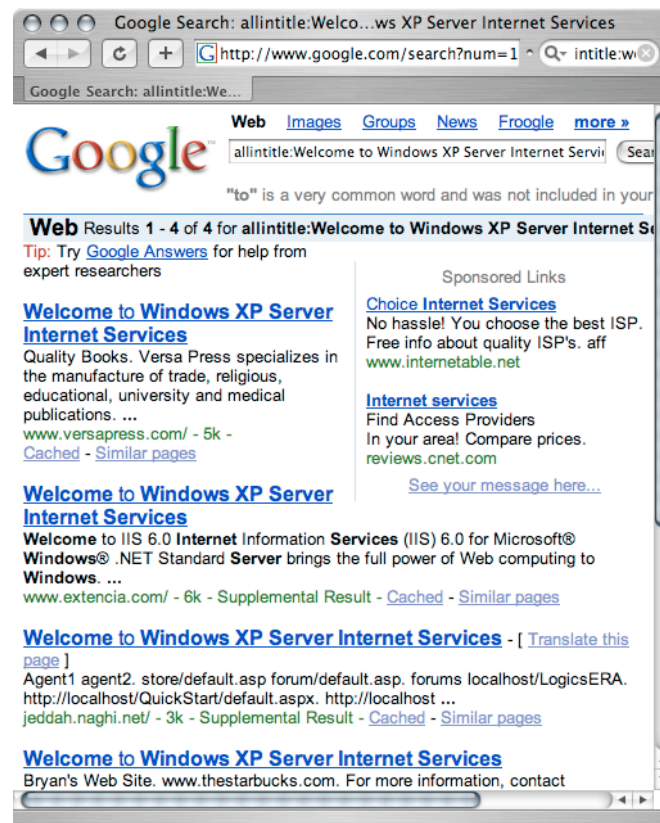 Google Search: allintitle:Welco...ws XP Server Internet Services
http://www.google.com/search?num=1
intitle:w
Google Search: allintitle:We...
Google™
Web Images Groups News Froogle more »
allintitle:Welcome to Windows XP Server Internet Servi
Sear
"to" is a very common word and was not included in your
Web Results 1 - 4 of 4 for allintitle:Welcome to Windows XP Server Internet Se
Tip: Try Google Answers for help from
expert researchers
Welcome to Windows XP Server
Internet Services
Quality Books. Versa Press specializes in
the manufacture of trade, religious,
educational, university and medical
publications. ...
www.versapress.com/ - 5k -
Cached - Similar pages
Sponsored Links
Choice Internet Services
No hassle! You choose the best ISP.
Free info about quality ISP's. aff
www.internetable.net
Internet services
Find Access Providers
In your area! Compare prices.
reviews.cnet.com
See your message here...
Welcome to Windows XP Server
Internet Services
Welcome to IIS 6.0 Internet Information Services (IIS) 6.0 for Microsoft®
Windows® .NET Standard Server brings the full power of Web computing to
Windows. ...
www.extencia.com/ - 6k - Supplemental Result - Cached - Similar pages
Welcome to Windows XP Server Internet Services - [ Translate this
page ]
Agent1 agent2. store/default.asp forum/default.asp. forums localhost/LogicsERA.
http://localhost/QuickStart/default.aspx. http://localhost ...
jeddah.naghi.net/ - 3k - Supplemental Result - Cached - Similar pages
Welcome to Windows XP Server Internet Services
Bryan's Web Site. www.thestarbucks.com. For more information, contact